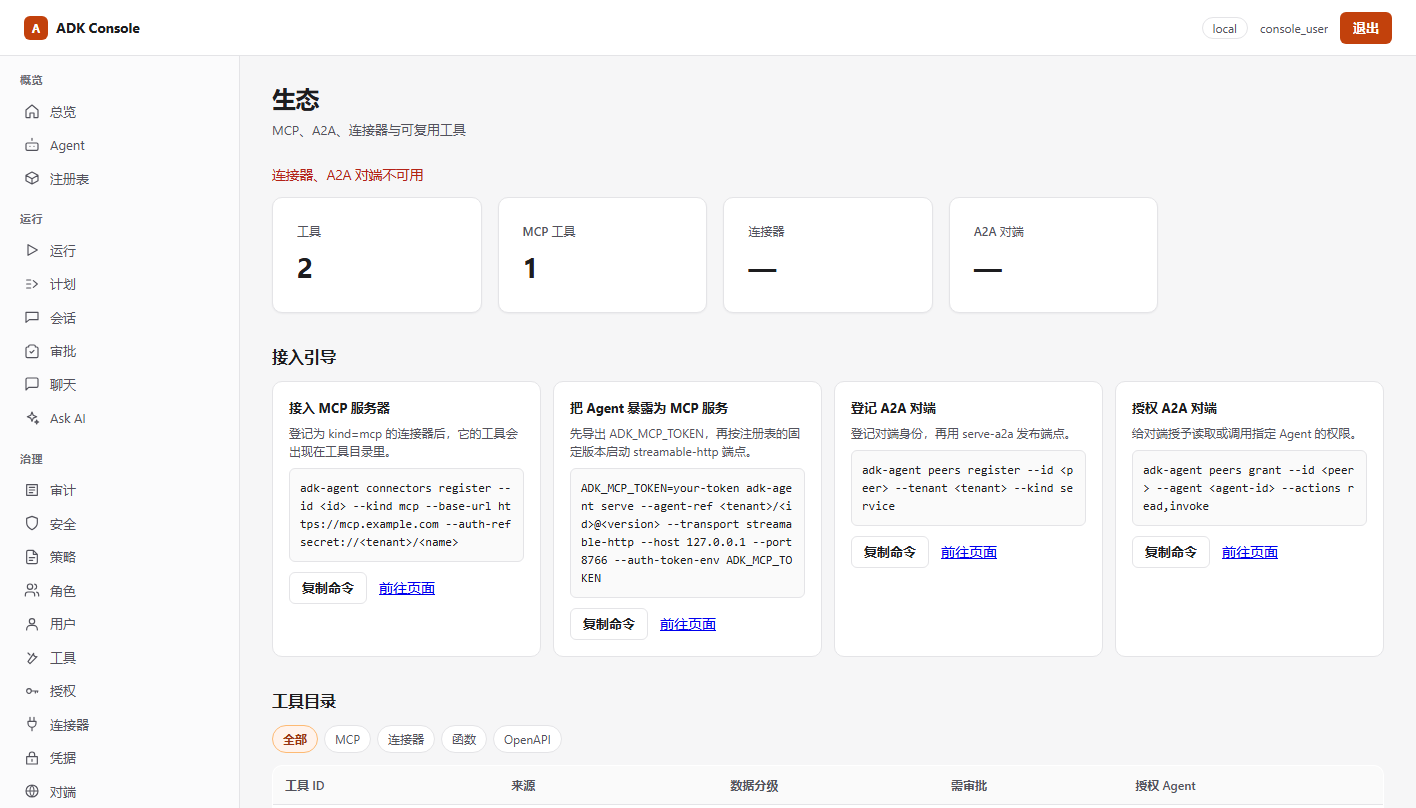 A ADK Console
local console_user 退出
概览
总览
Agent
注册表
运行
运行
计划
会话
审批
聊天
Ask AI
治理
审计
安全
策略
角色
用户
工具
授权
连接器
凭据
对端
生态
MCP、A2A、连接器与可复用工具
连接器、A2A 对端不可用
工具
2
MCP 工具
1
连接器
—
A2A 对端
—
接入引导
接入 MCP 服务器
登记为 kind=mcp 的连接器后，它的工具会
出现在工具目录里。
adk-agent connectors register --
id <id> --kind mcp --base-url ht
tps://mcp.example.com --auth-ref
secret://<tenant>/<name>
复制命令 前往页面
把 Agent 暴露为 MCP 服务
先导出 ADK_MCP_TOKEN，再按注册表的固
定版本启动 streamable-http 端点。
ADK_MCP_TOKEN=your-token adk-age
nt serve --agent-ref <tenant>/<i
d>@<version> --transport streama
ble-http --host 127.0.0.1 --port
8766 --auth-token-env ADK_MCP_TO
KEN
复制命令 前往页面
登记 A2A 对端
登记对端身份，再用 serve-a2a 发布端点。
adk-agent peers register --id <p
eer> --tenant <tenant> --kind se
rvice
复制命令 前往页面
授权 A2A 对端
给对端授予读取或调用指定 Agent 的权限。
adk-agent peers grant --id <peer
> --agent <agent-id> --actions r
ead,invoke
复制命令 前往页面
工具目录
全部 MCP 连接器 函数 OpenAPI
工具 ID 来源 数据分级 需审批 授权 Agent